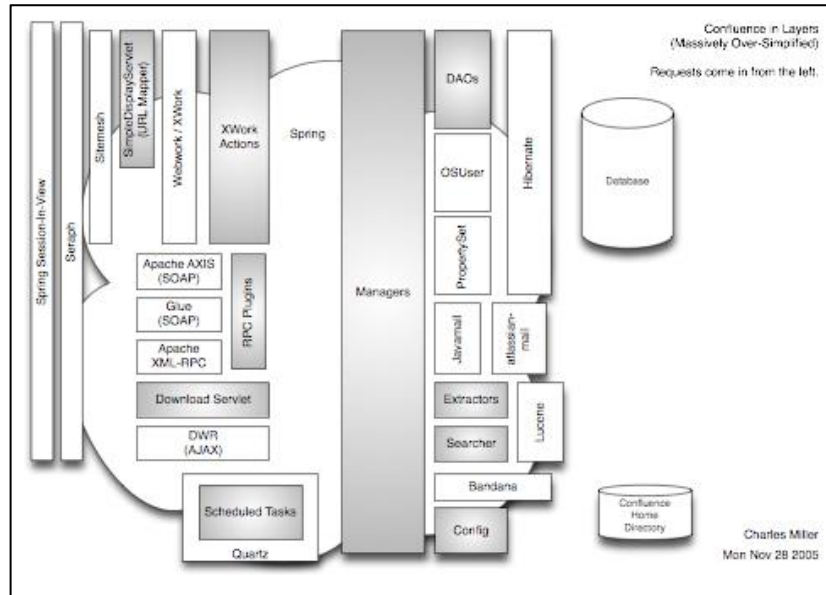 Confluence in Layers
(Massively Over-Simplified)
Requests come in from the left.
Spring Session-In-View
Seraph
Sitemesh
SimpleDisplayServlet
(URL Mapper)
Webwork / XWork
XWork
Actions
Spring
Managers
DAOs
OSUser
PropertySet
Hibernate
Database
Apache AXIS
(SOAP)
Glue
(SOAP)
Apache
XML-RPC
RPC Plugins
Javamail
atlassian-
mail
Download Servlet
DWR
(AJAX)
Extractors
Searcher
Lucene
Bandana
Config
Scheduled Tasks
Quartz
Confluence
Home
Directory
Charles Miller
Mon Nov 28 2005